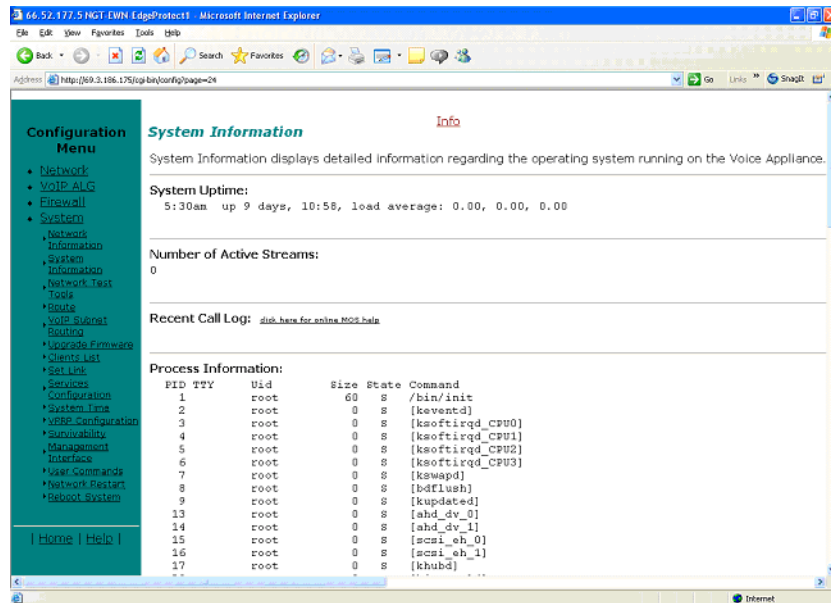 66.52.177.5 NGT-EWN-EdgeProtect1 - Microsoft Internet Explorer
File Edit View Favorites Tools Help
Back Search Favorites
Address http://69.3.186.175/cgi-bin/config?page=24 Go Links » SnagIt
Configuration Menu
Network
VoIP ALG
Firewall
System
Network Information
System Information
Network Test Tools
Route
VoIP Subnet Routing
Upgrade Firmware
Clients List
Set Link
Services Configuration
System Time
VRRP Configuration
Survivability
Management Interface
User Commands
Network Restart
Reboot System
| Home | Help |
Info
System Information
System Information displays detailed information regarding the operating system running on the Voice Appliance.
System Uptime:
5:30am up 9 days, 10:58, load average: 0.00, 0.00, 0.00
Number of Active Streams:
0
Recent Call Log: click here for online MOS help
Process Information:
PID TTY Uid Size State Command
1 root 60 S /bin/init
2 root 0 S [keventd]
3 root 0 S [ksoftirqd_CPU0]
4 root 0 S [ksoftirqd_CPU1]
5 root 0 S [ksoftirqd_CPU2]
6 root 0 S [ksoftirqd_CPU3]
7 root 0 S [kswapd]
8 root 0 S [bdflush]
9 root 0 S [kupdated]
13 root 0 S [ahd_dv_0]
14 root 0 S [ahd_dv_1]
15 root 0 S [scsi_eh_0]
16 root 0 S [scsi_eh_1]
17 root 0 S [khubd]
Internet